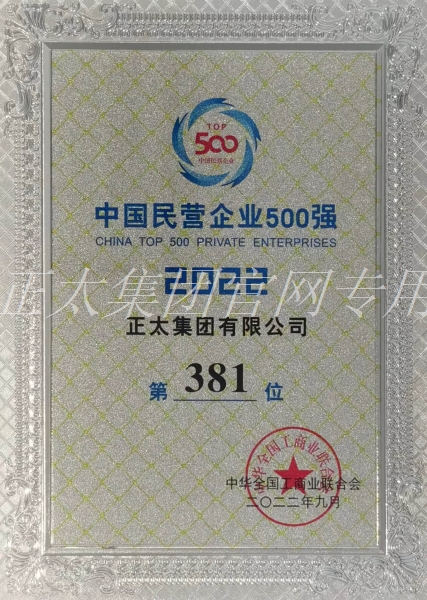 TOP
500
中国民营企业
中国民营企业500强
CHINA TOP 500 PRIVATE ENTERPRISES
2022
正太集团官网专用
正太集团有限公司
第 381 位
中华全国工商业联合会
中华全国工商业联合会
二〇二二年九月